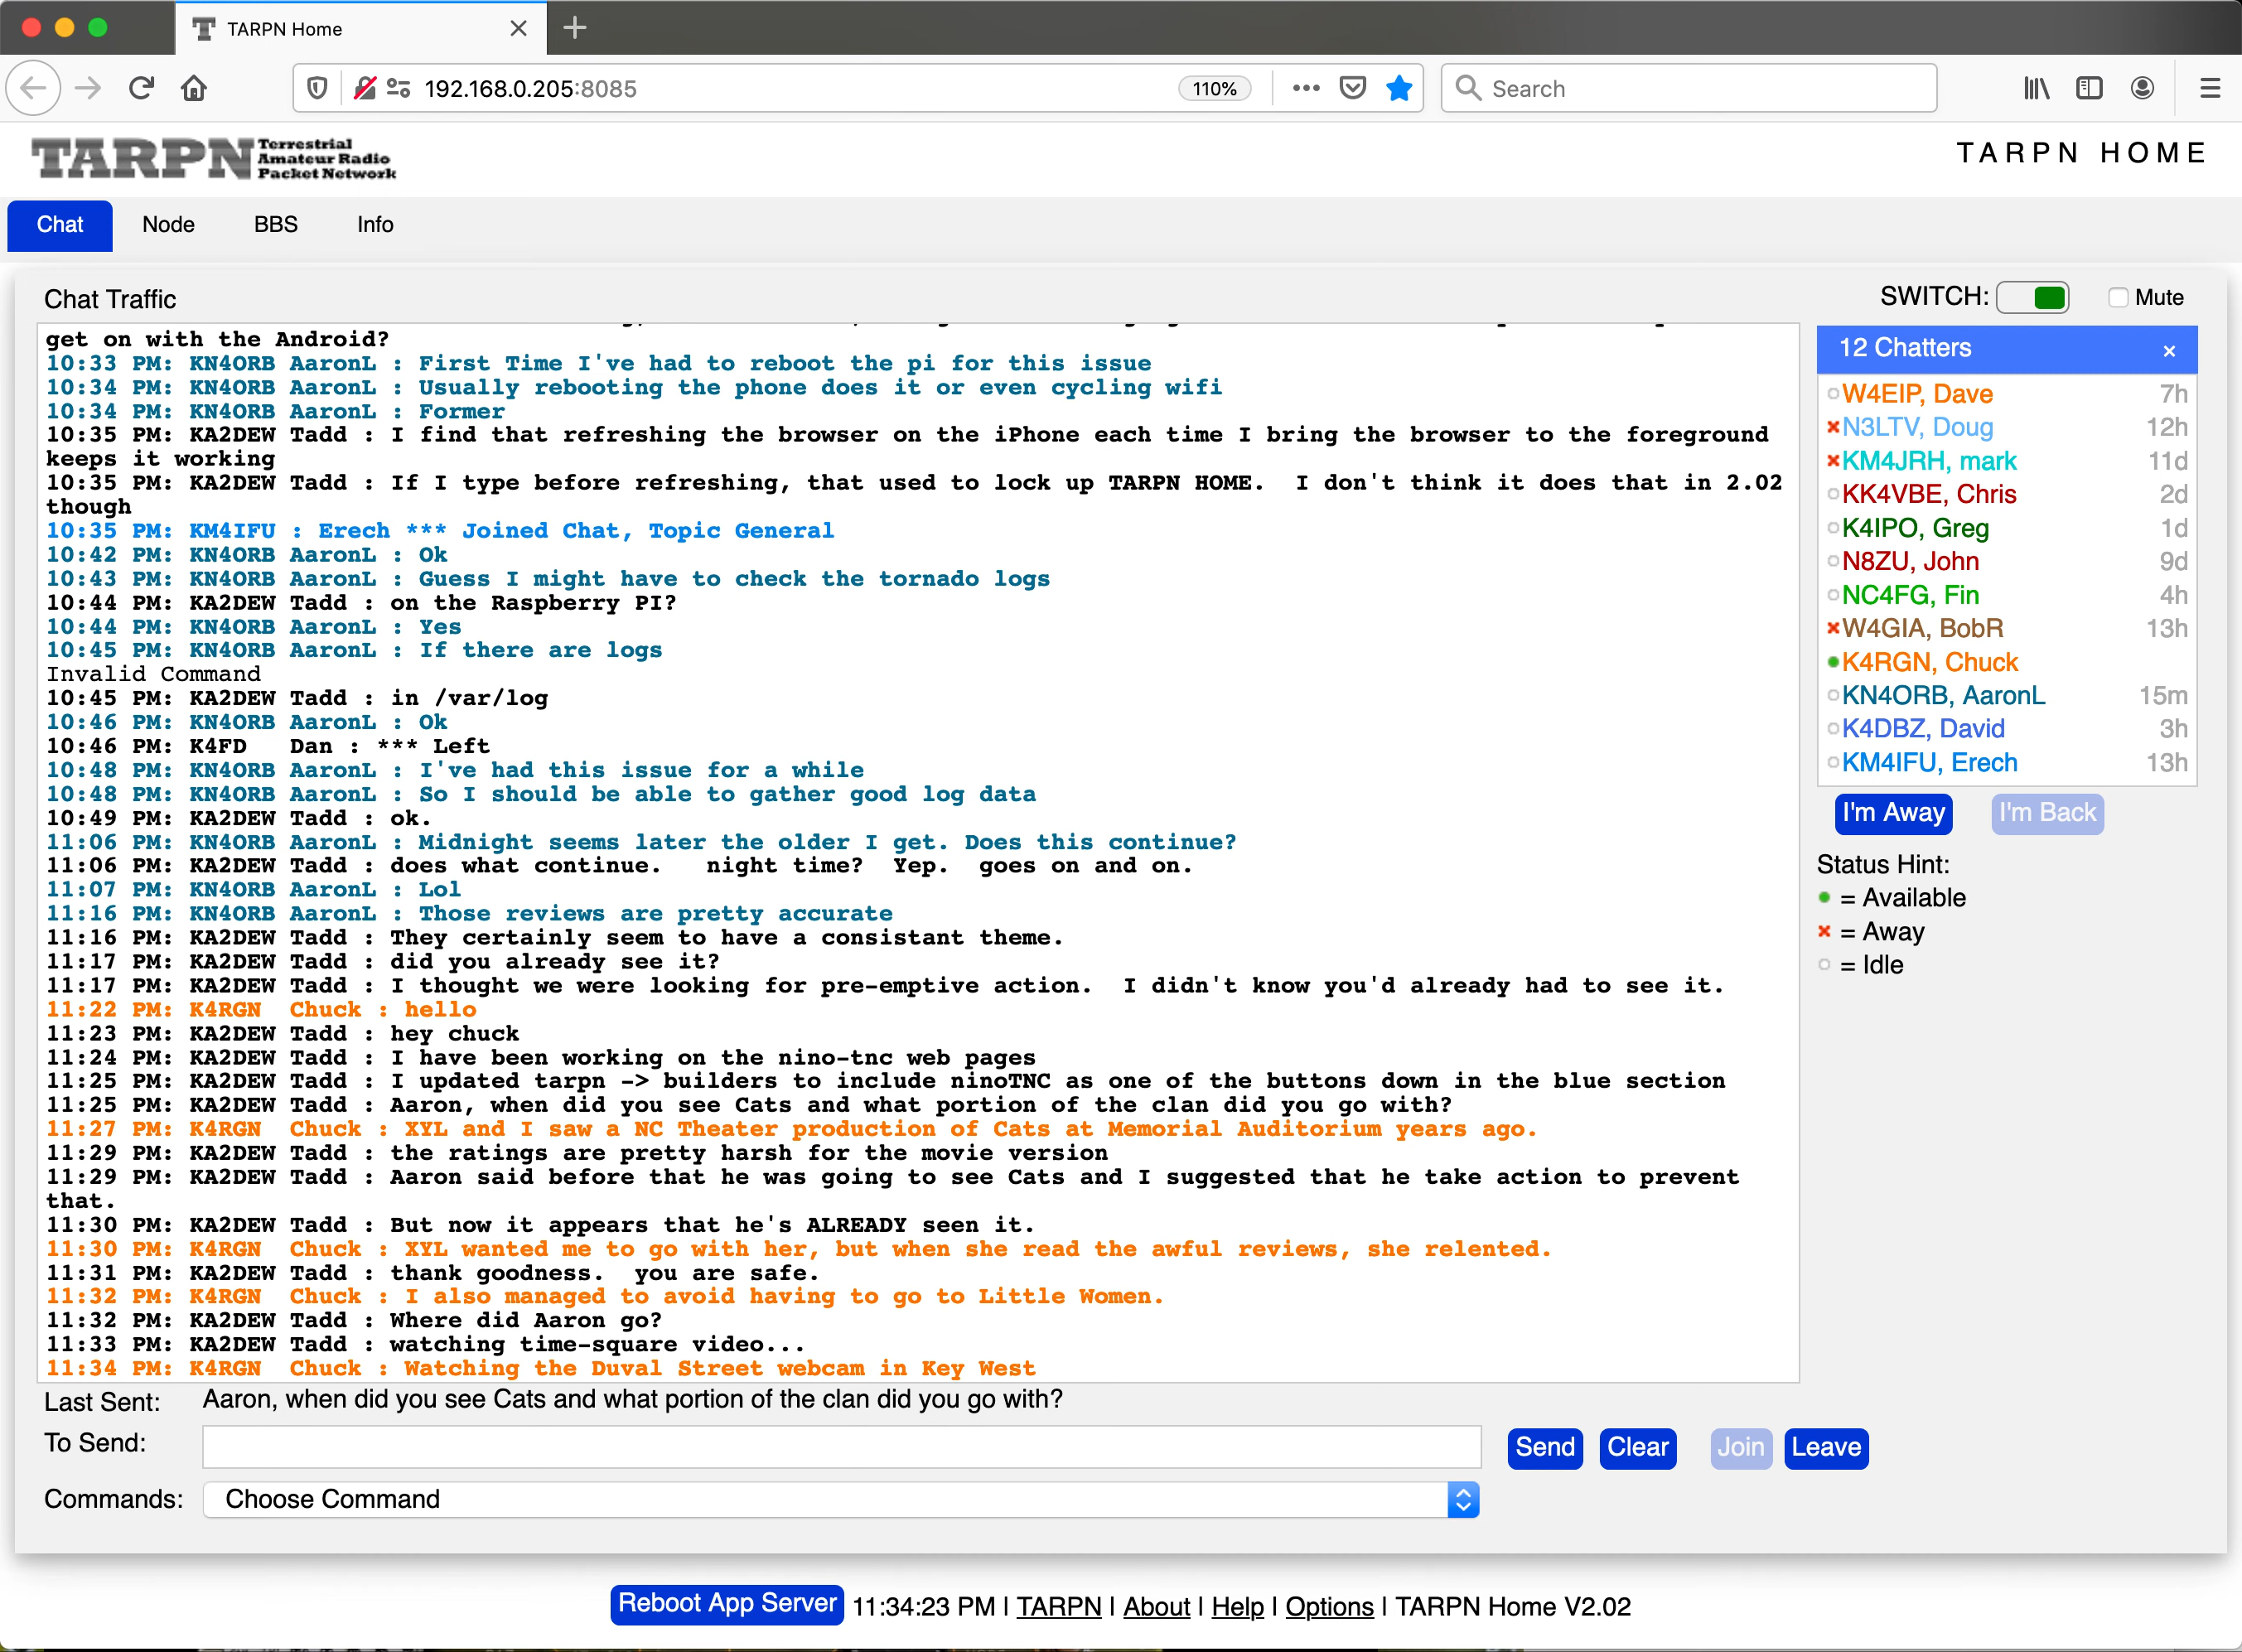 TARPN Home
192.168.0.205:8085
110%
Search
TARPN Terrestrial
Amateur Radio
Packet Network
TARPN HOME
Chat Node BBS Info
Chat Traffic
SWITCH:
Mute
get on with the Android?
10:33 PM: KN4ORB AaronL : First Time I've had to reboot the pi for this issue
10:34 PM: KN4ORB AaronL : Usually rebooting the phone does it or even cycling wifi
10:34 PM: KN4ORB AaronL : Former
10:35 PM: KA2DEW Tadd : I find that refreshing the browser on the iPhone each time I bring the browser to the foreground
keeps it working
10:35 PM: KA2DEW Tadd : If I type before refreshing, that used to lock up TARPN HOME.  I don't think it does that in 2.02
though
10:35 PM: KM4IFU : Erech *** Joined Chat, Topic General
10:42 PM: KN4ORB AaronL : Ok
10:43 PM: KN4ORB AaronL : Guess I might have to check the tornado logs
10:44 PM: KA2DEW Tadd : on the Raspberry PI?
10:44 PM: KN4ORB AaronL : Yes
10:45 PM: KN4ORB AaronL : If there are logs
Invalid Command
10:45 PM: KA2DEW Tadd : in /var/log
10:46 PM: KN4ORB AaronL : Ok
10:46 PM: K4FD   Dan : *** Left
10:48 PM: KN4ORB AaronL : I've had this issue for a while
10:48 PM: KN4ORB AaronL : So I should be able to gather good log data
10:49 PM: KA2DEW Tadd : ok.
11:06 PM: KN4ORB AaronL : Midnight seems later the older I get. Does this continue?
11:06 PM: KA2DEW Tadd : does what continue.   night time?  Yep.  goes on and on.
11:07 PM: KN4ORB AaronL : Lol
11:16 PM: KN4ORB AaronL : Those reviews are pretty accurate
11:16 PM: KA2DEW Tadd : They certainly seem to have a consistant theme.
11:17 PM: KA2DEW Tadd : did you already see it?
11:17 PM: KA2DEW Tadd : I thought we were looking for pre-emptive action.  I didn't know you'd already had to see it.
11:22 PM: K4RGN  Chuck : hello
11:23 PM: KA2DEW Tadd : hey chuck
11:24 PM: KA2DEW Tadd : I have been working on the nino-tnc web pages
11:25 PM: KA2DEW Tadd : I updated tarpn -> builders to include ninoTNC as one of the buttons down in the blue section
11:25 PM: KA2DEW Tadd : Aaron, when did you see Cats and what portion of the clan did you go with?
11:27 PM: K4RGN  Chuck : XYL and I saw a NC Theater production of Cats at Memorial Auditorium years ago.
11:29 PM: KA2DEW Tadd : the ratings are pretty harsh for the movie version
11:29 PM: KA2DEW Tadd : Aaron said before that he was going to see Cats and I suggested that he take action to prevent
that.
11:30 PM: KA2DEW Tadd : But now it appears that he's ALREADY seen it.
11:30 PM: K4RGN  Chuck : XYL wanted me to go with her, but when she read the awful reviews, she relented.
11:31 PM: KA2DEW Tadd : thank goodness.  you are safe.
11:32 PM: K4RGN  Chuck : I also managed to avoid having to go to Little Women.
11:32 PM: KA2DEW Tadd : Where did Aaron go?
11:33 PM: KA2DEW Tadd : watching time-square video...
11:34 PM: K4RGN  Chuck : Watching the Duval Street webcam in Key West
12 Chatters ×
W4EIP, Dave 7h
N3LTV, Doug 12h
KM4JRH, mark 11d
KK4VBE, Chris 2d
K4IPO, Greg 1d
N8ZU, John 9d
NC4FG, Fin 4h
W4GIA, BobR 13h
K4RGN, Chuck
KN4ORB, AaronL 15m
K4DBZ, David 3h
KM4IFU, Erech 13h
I'm Away I'm Back
Status Hint:
= Available
= Away
= Idle
Last Sent: Aaron, when did you see Cats and what portion of the clan did you go with?
To Send:
Send Clear Join Leave
Commands: Choose Command
Reboot App Server 11:34:23 PM | TARPN | About | Help | Options | TARPN Home V2.02